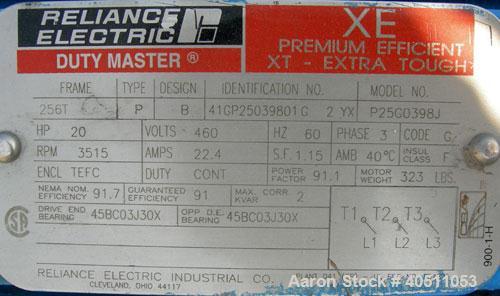 RELIANCE
ELECTRIC
DUTY MASTER ®
XE
PREMIUM EFFICIENT
XT - EXTRA TOUGH
FRAME TYPE DESIGN IDENTIFICATION NO. MODEL NO.
256T P B 41GP25039801G 2 YX P25G0398J
HP 20 VOLTS - 460 HZ 60 PHASE 3 CODE G
RPM 3515 AMPS 22.4 S.F. 1.15 AMB 40°C INSUL CLASS F
ENCL TEFC DUTY CONT POWER FACTOR 91.1 MOTOR WEIGHT 323 LBS.
NEMA NOM. EFFICIENCY 91.7 GUARANTEED EFFICIENCY 91 MAX. CORR. KVAR 2
DRIVE END BEARING 45BC03J30X OPP D.E. BEARING 45BC03J30X
T1 T2 T3
L1 L2 L3
900-1-H
RELIANCE ELECTRIC INDUSTRIAL CO.
CLEVELAND, OHIO 44117
Aaron Stock #40511053